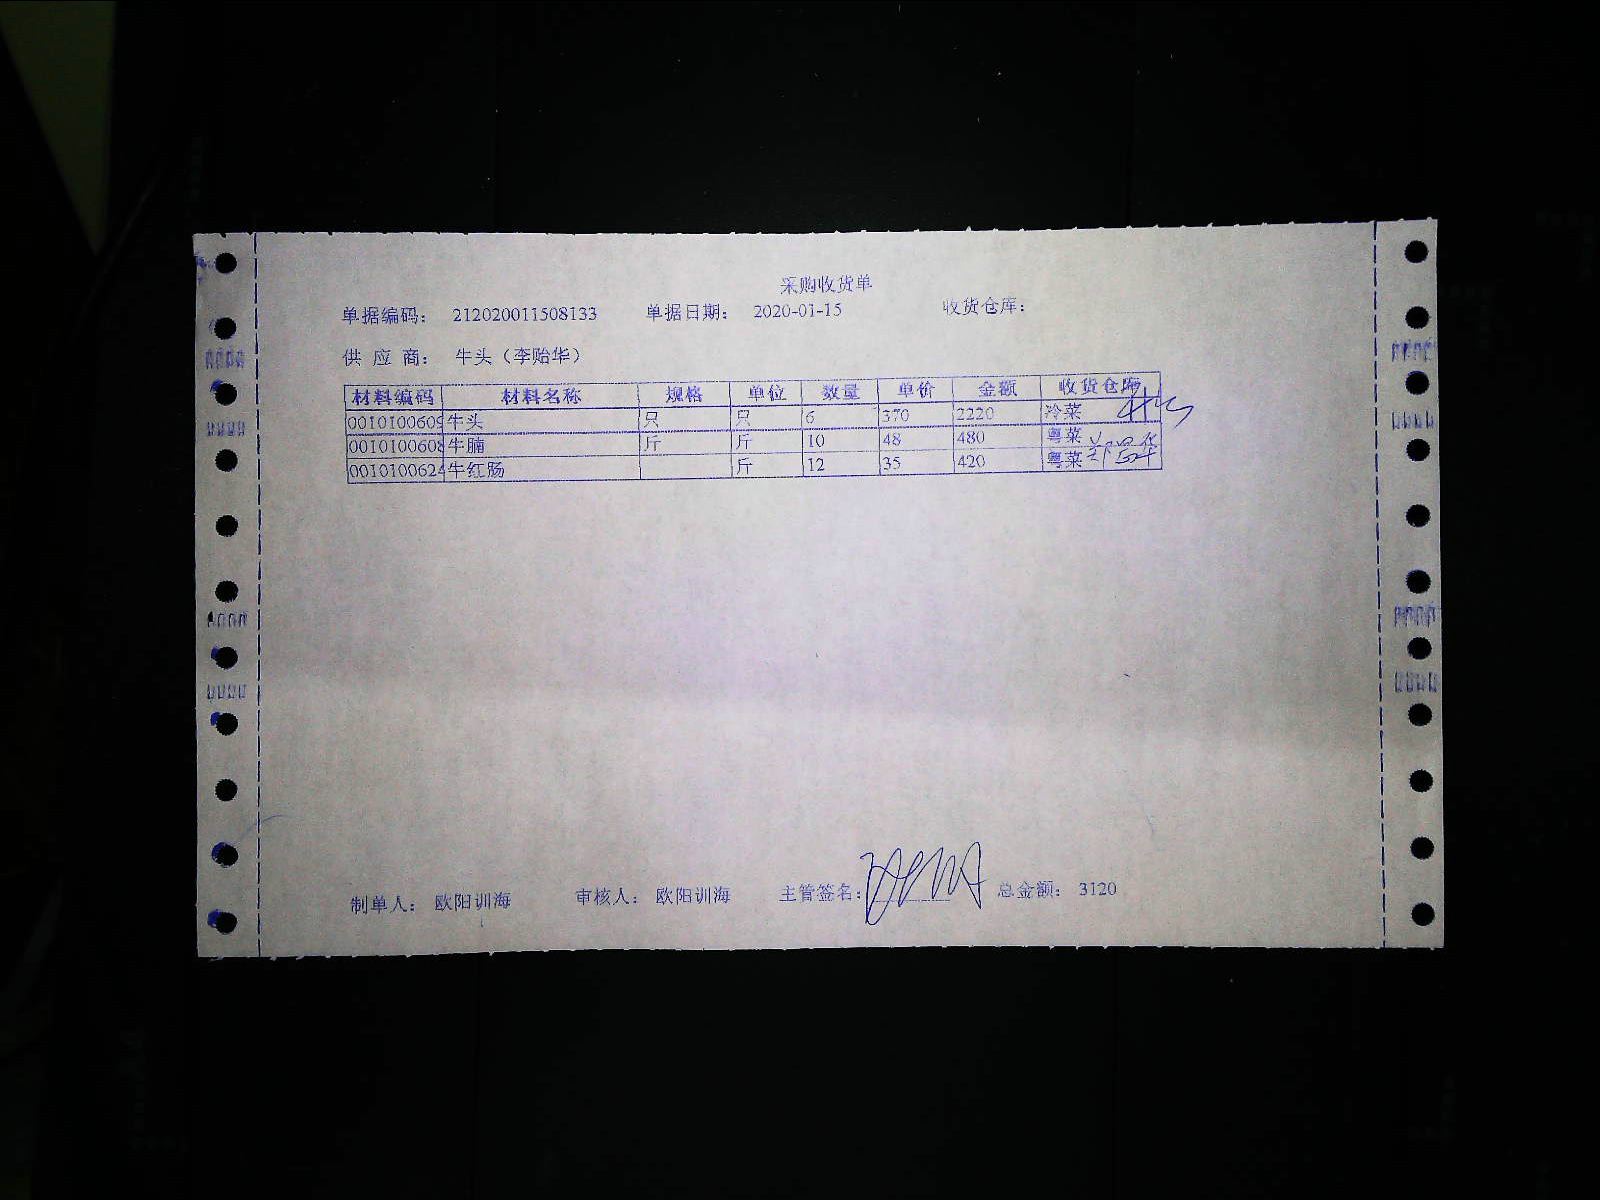 采购收货单
单据编码： 212020011508133 单据日期： 2020-01-15 收货仓库：
供 应 商： 牛头（李贻华）
材料编码 材料名称 规格 单位 数量 单价 金额 收货仓库
0010100609 牛头 只 只 6 370 2220 冷菜
0010100608 牛腩 斤 斤 10 48 480 粤菜
0010100624 牛红肠 斤 12 35 420 粤菜
制单人： 欧阳训海 审核人： 欧阳训海 主管签名： 总金额： 3120